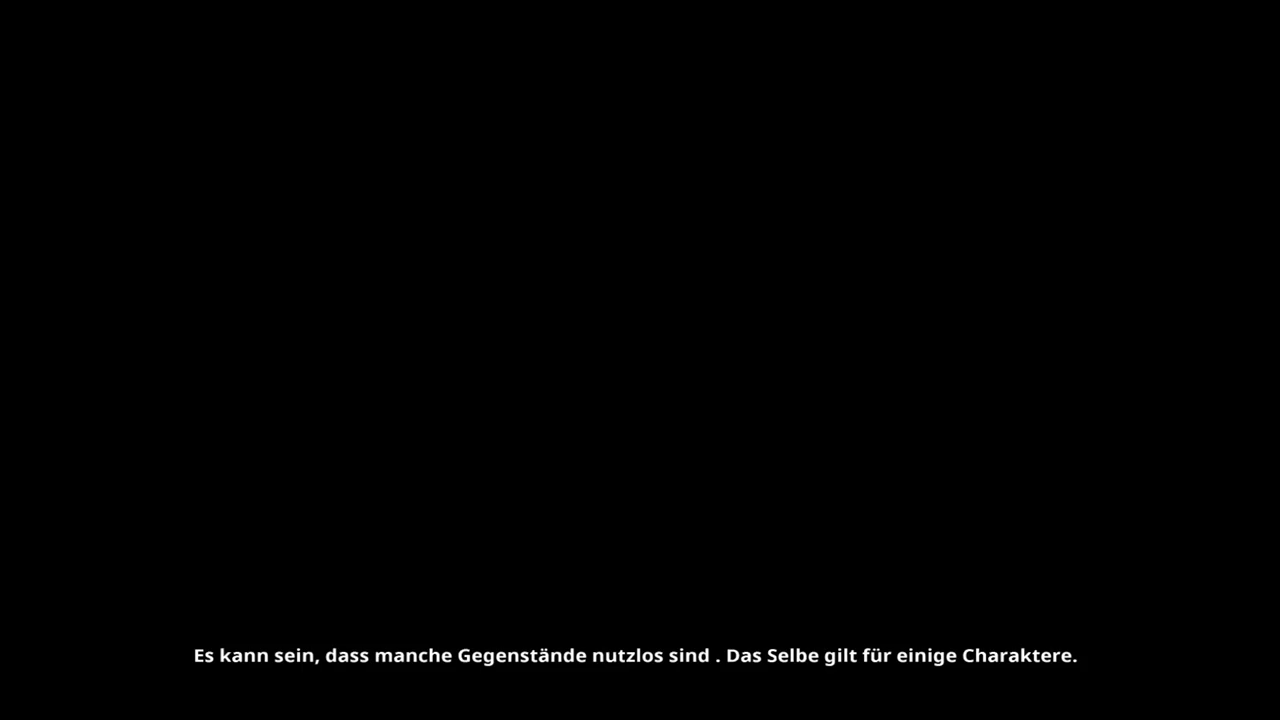 Es kann sein, dass manche Gegenstände nutzlos sind . Das Selbe gilt für einige Charaktere.